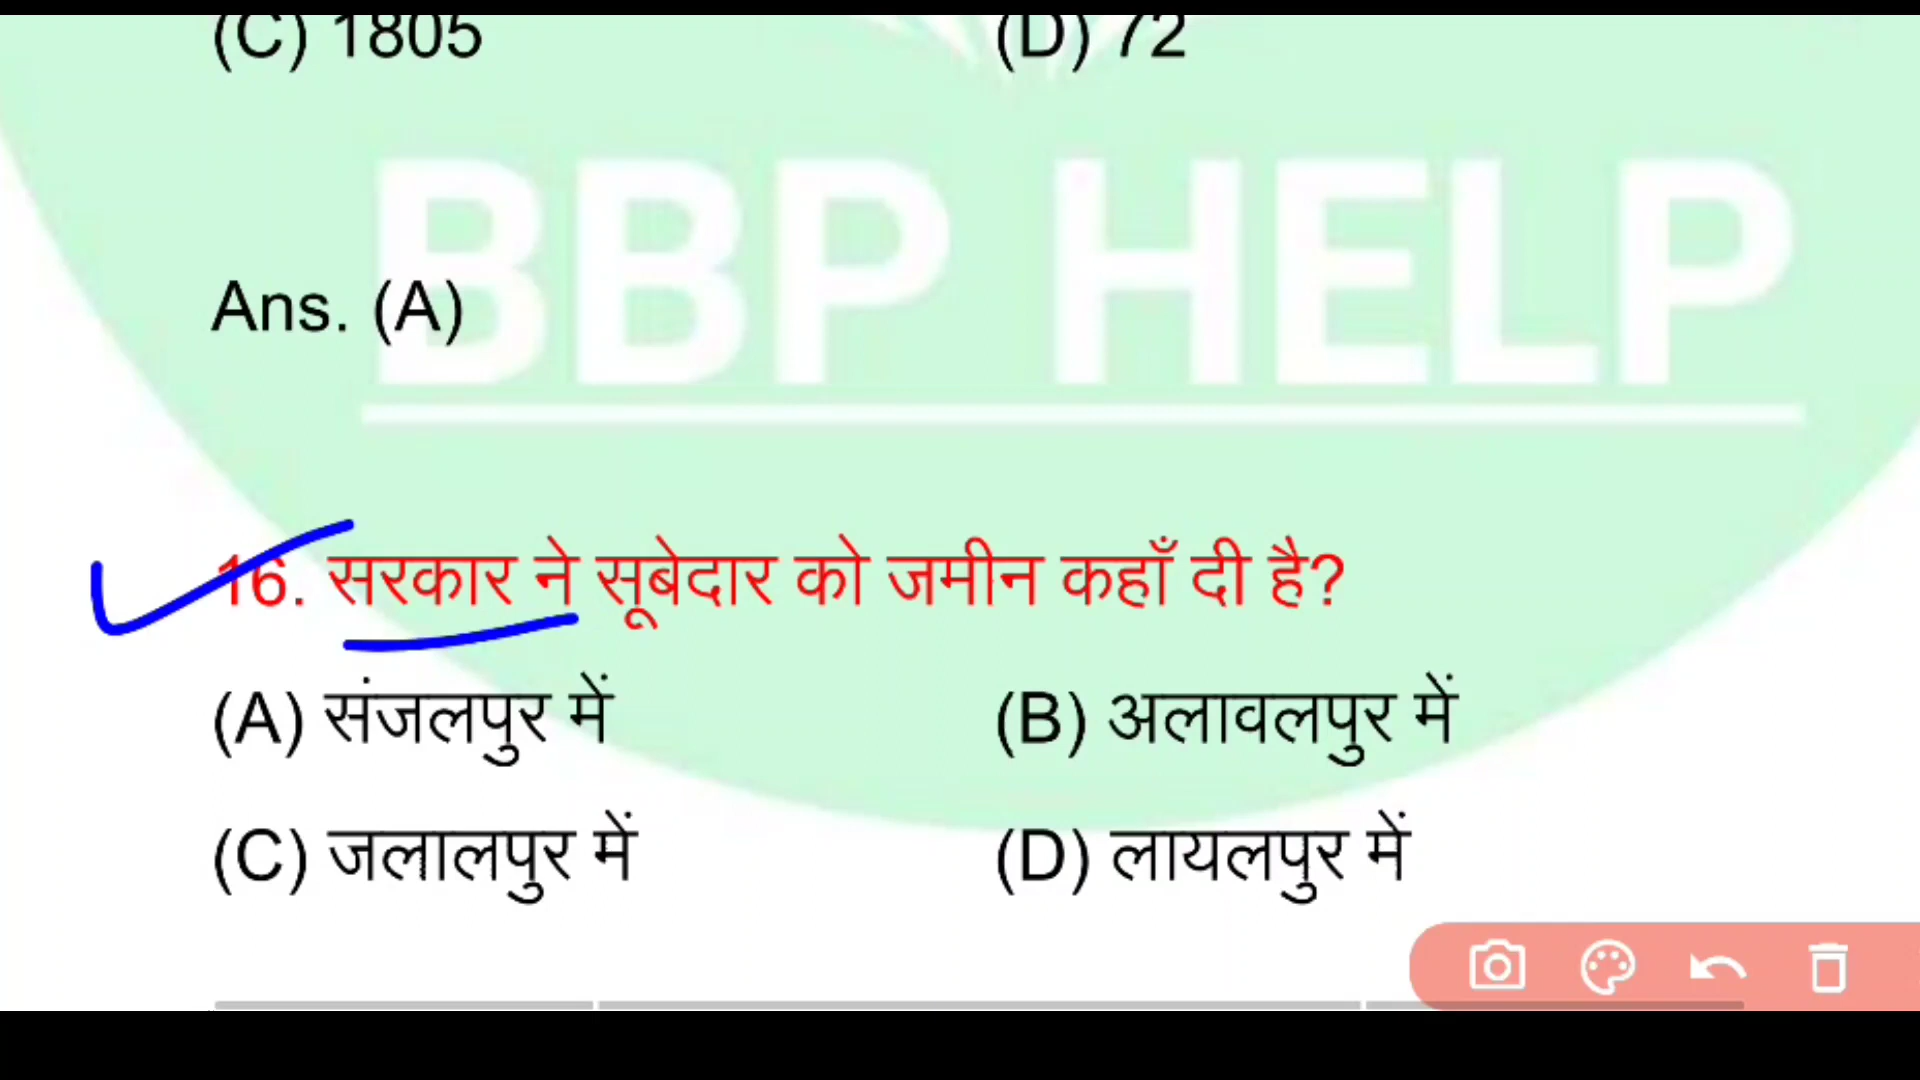 (C) 1805 (D) 72
BBP HELP
Ans. (A)
16. सरकार ने सूबेदार को जमीन कहाँ दी है?
(A) संजलपुर में (B) अलावलपुर में
(C) जलालपुर में (D) लायलपुर में